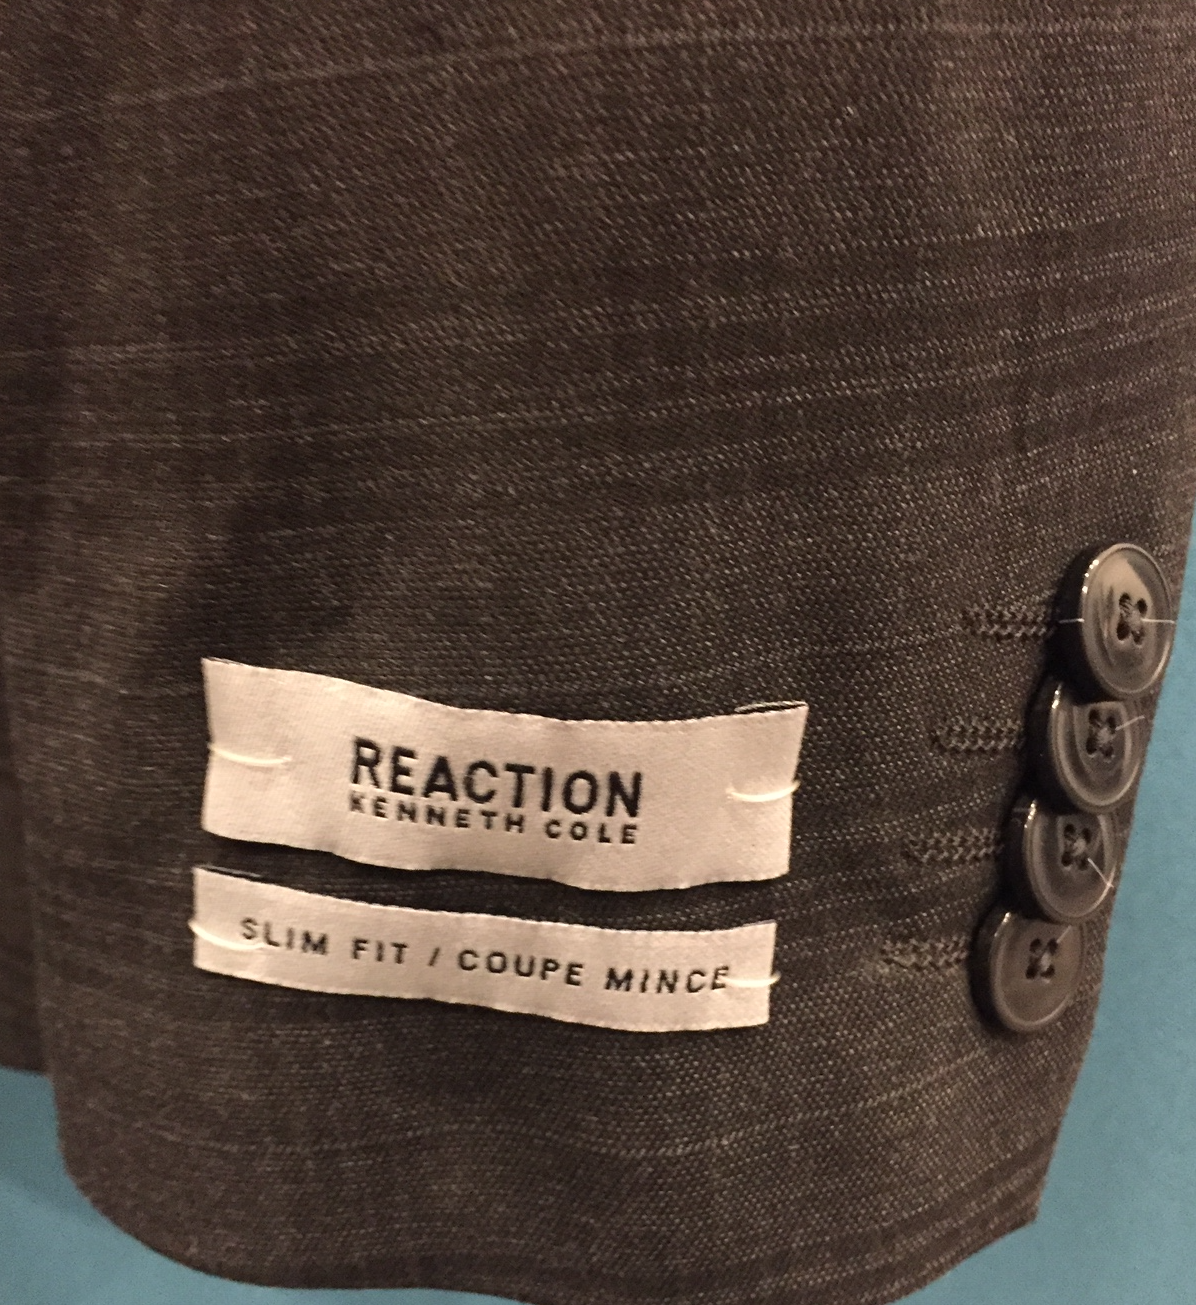 REACTION
KENNETH COLE
SLIM FIT / COUPE MINCE